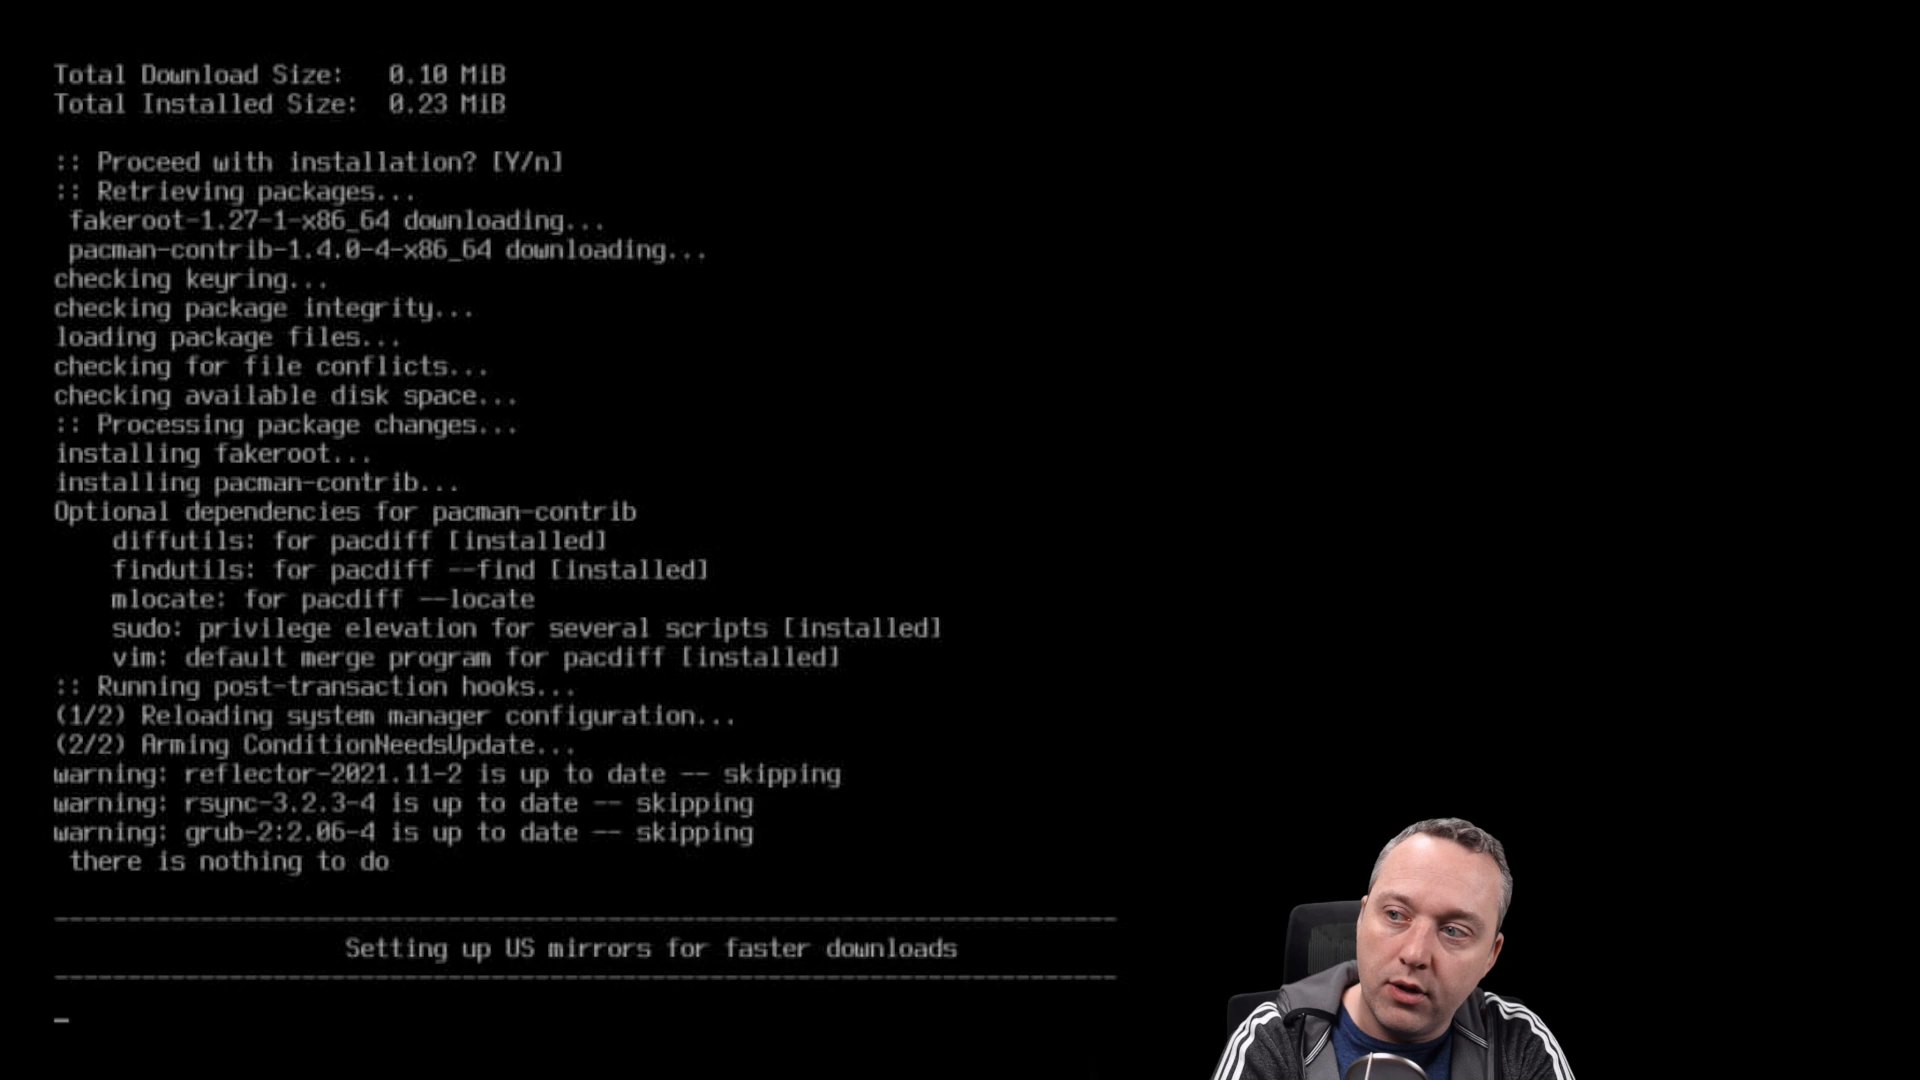 Total Download Size:   0.10 MiB
Total Installed Size:  0.23 MiB
:: Proceed with installation? [Y/n]
:: Retrieving packages...
 fakeroot-1.27-1-x86_64 downloading...
 pacman-contrib-1.4.0-4-x86_64 downloading...
checking keyring...
checking package integrity...
loading package files...
checking for file conflicts...
checking available disk space...
:: Processing package changes...
installing fakeroot...
installing pacman-contrib...
Optional dependencies for pacman-contrib
    diffutils: for pacdiff [installed]
    findutils: for pacdiff --find [installed]
    mlocate: for pacdiff --locate
    sudo: privilege elevation for several scripts [installed]
    vim: default merge program for pacdiff [installed]
:: Running post-transaction hooks...
(1/2) Reloading system manager configuration...
(2/2) Arming ConditionNeedsUpdate...
warning: reflector-2021.11-2 is up to date -- skipping
warning: rsync-3.2.3-4 is up to date -- skipping
warning: grub-2:2.06-4 is up to date -- skipping
 there is nothing to do
-------------------------------------------------------------------------
                    Setting up US mirrors for faster downloads
-------------------------------------------------------------------------
_